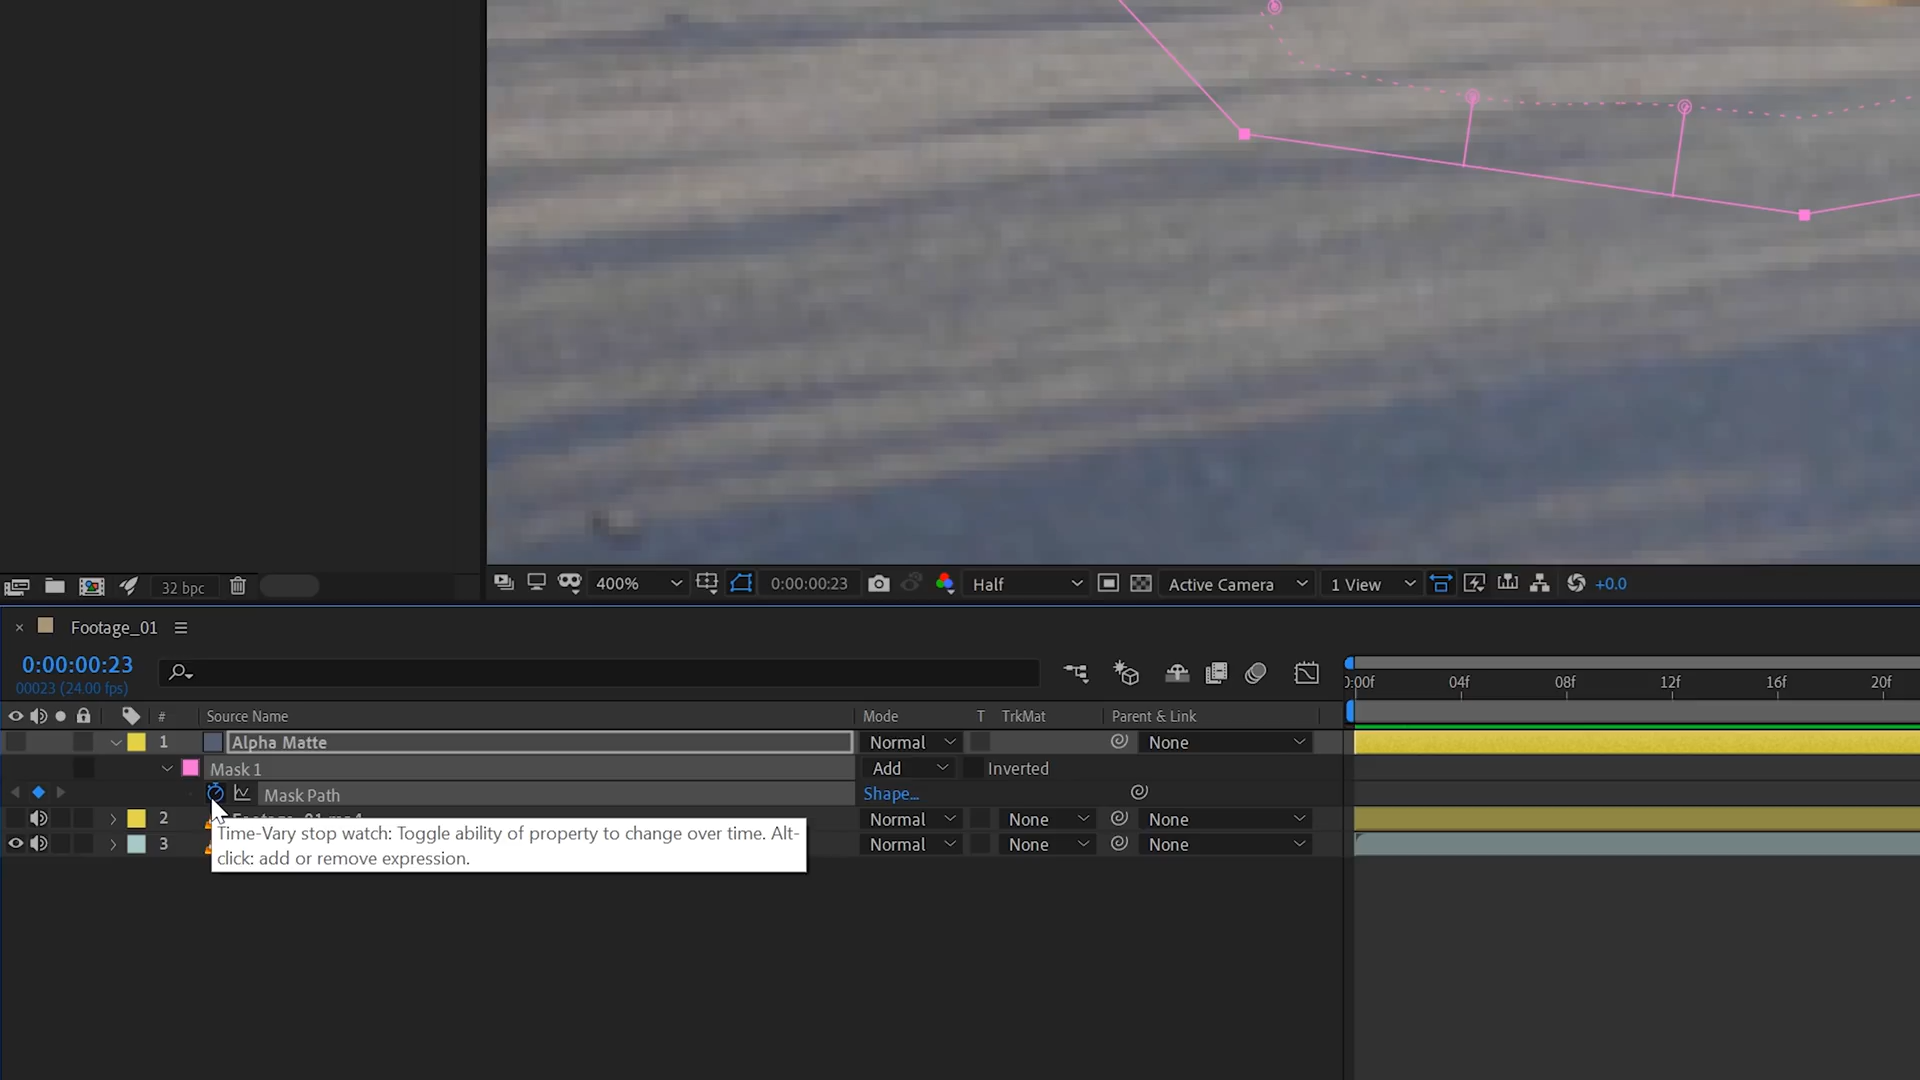 32 bpc
400%
0:00:00:23
Half
Active Camera
1 View
+0.0
× Footage_01
0:00:00:23
00023 (24.00 fps)
0:00f 04f 08f 12f 16f 20f
# Source Name Mode T TrkMat Parent & Link
1 Alpha Matte Normal None
Mask 1 Add Inverted
Mask Path Shape...
2 Normal None None
Time-Vary stop watch: Toggle ability of property to change over time. Alt-
click: add or remove expression.
3 Normal None None